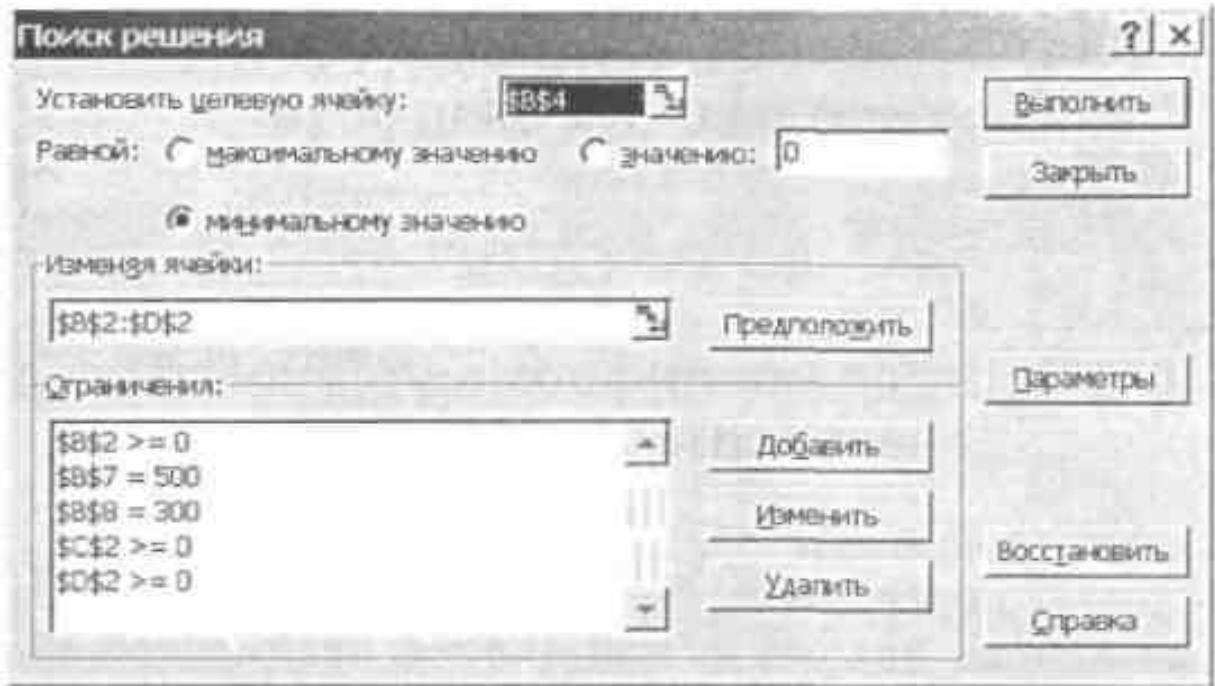 Поиск решения
Установить целевую ячейку: $B$4
Выполнить
Равной: максимальному значению значению: 0
Закрыть
минимальному значению
Изменяя ячейки:
$B$2:$D$2 Предположить
Ограничения:
Параметры
$B$2 >= 0 Добавить
$B$7 = 500
$B$8 = 300 Изменить
$C$2 >= 0 Восстановить
$D$2 >= 0 Удалить
Справка